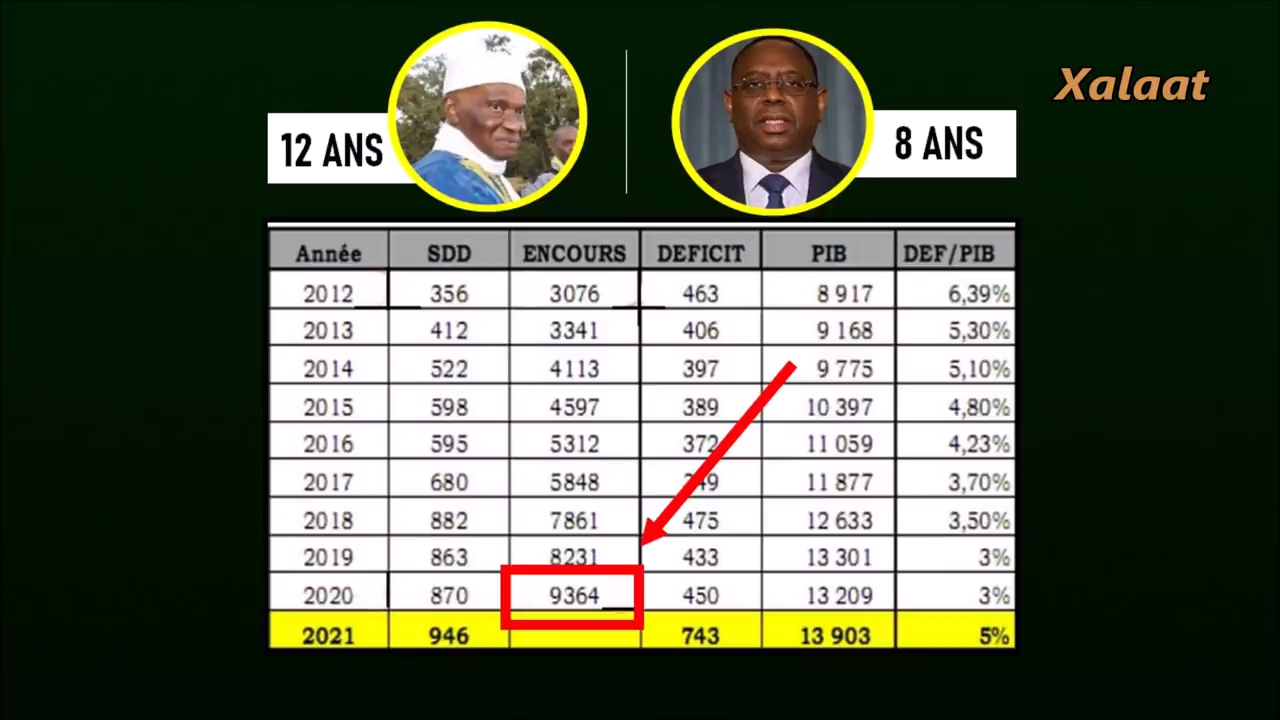 Xalaat
12 ANS
8 ANS
Année SDD ENCOURS DEFICIT PIB DEF/PIB
2012 356 3076 463 8 917 6,39%
2013 412 3341 406 9 168 5,30%
2014 522 4113 397 9 775 5,10%
2015 598 4597 389 10 397 4,80%
2016 595 5312 372 11 059 4,23%
2017 680 5848 11 877 3,70%
2018 882 7861 475 12 633 3,50%
2019 863 8231 433 13 301 3%
2020 870 9364 450 13 209 3%
2021 946 743 13 903 5%